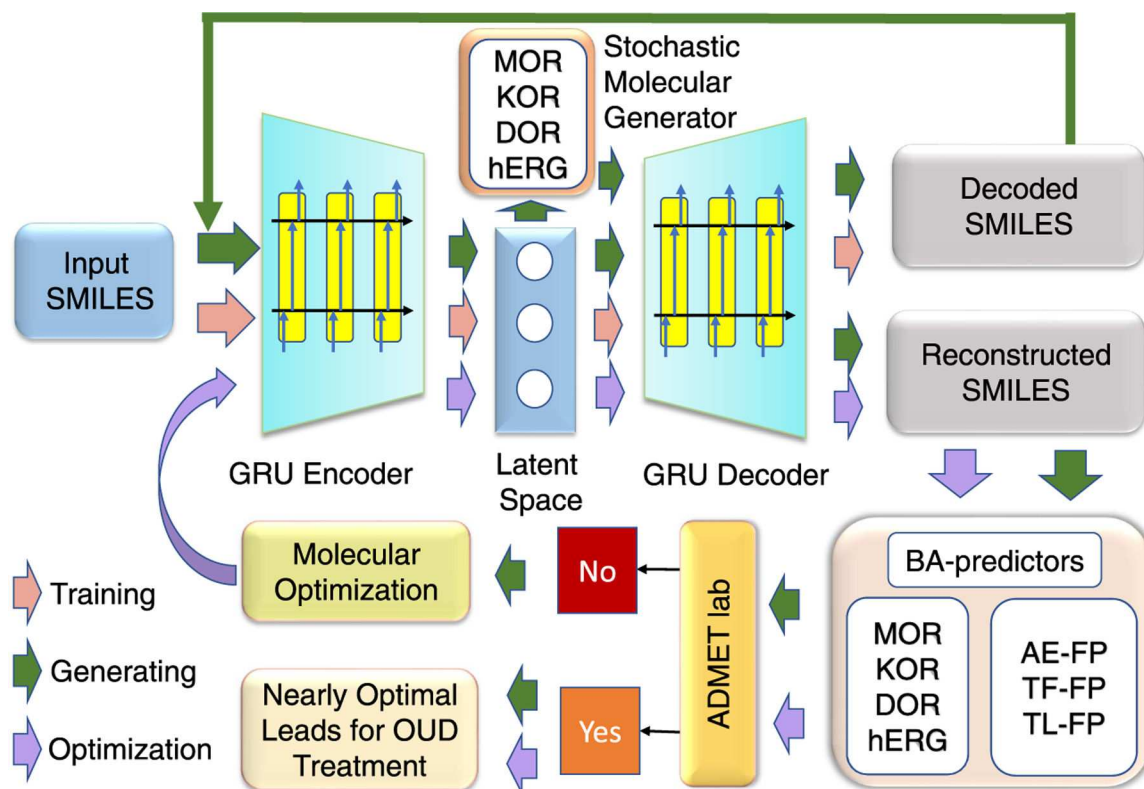 MOR
KOR
DOR
hERG
Stochastic
Molecular
Generator
Input
SMILES
Decoded
SMILES
Reconstructed
SMILES
GRU Encoder
Latent
Space
GRU Decoder
Molecular
Optimization
No
ADMET lab
BA-predictors
MOR
KOR
DOR
hERG
AE-FP
TF-FP
TL-FP
Training
Generating
Optimization
Nearly Optimal
Leads for OUD
Treatment
Yes